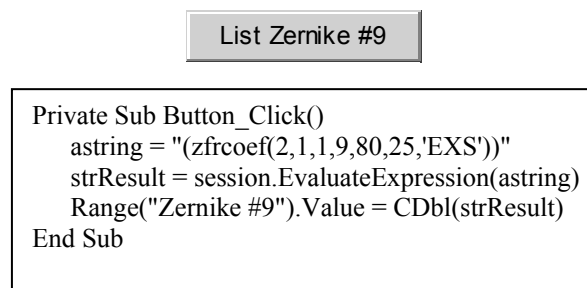 List Zernike #9
Private Sub Button_Click()
astring = "(zfrcoef(2,1,1,9,80,25,'EXS'))"
strResult = session.EvaluateExpression(astring)
Range("Zernike #9").Value = CDbl(strResult)
End Sub